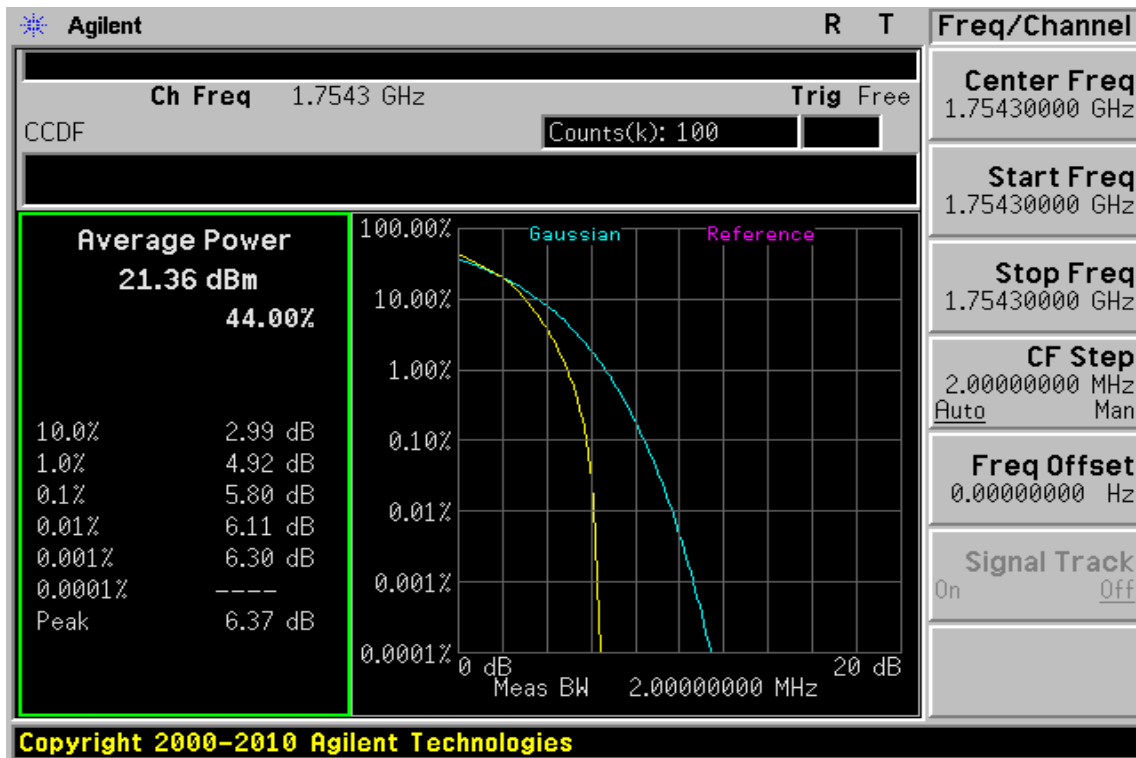 Agilent R T
Ch Freq 1.7543 GHz Trig Free
CCDF
Counts(k): 100
Average Power
21.36 dBm
44.00%
10.0% 2.99 dB
1.0% 4.92 dB
0.1% 5.80 dB
0.01% 6.11 dB
0.001% 6.30 dB
0.0001% ----
Peak 6.37 dB
Gaussian Reference
100.00%
10.00%
1.00%
0.10%
0.01%
0.001%
0.0001%
0 dB 20 dB
Meas BW 2.00000000 MHz
Freq/Channel
Center Freq
1.75430000 GHz
Start Freq
1.75430000 GHz
Stop Freq
1.75430000 GHz
CF Step
2.00000000 MHz
Auto Man
Freq Offset
0.00000000 Hz
Signal Track
On Off
Copyright 2000-2010 Agilent Technologies